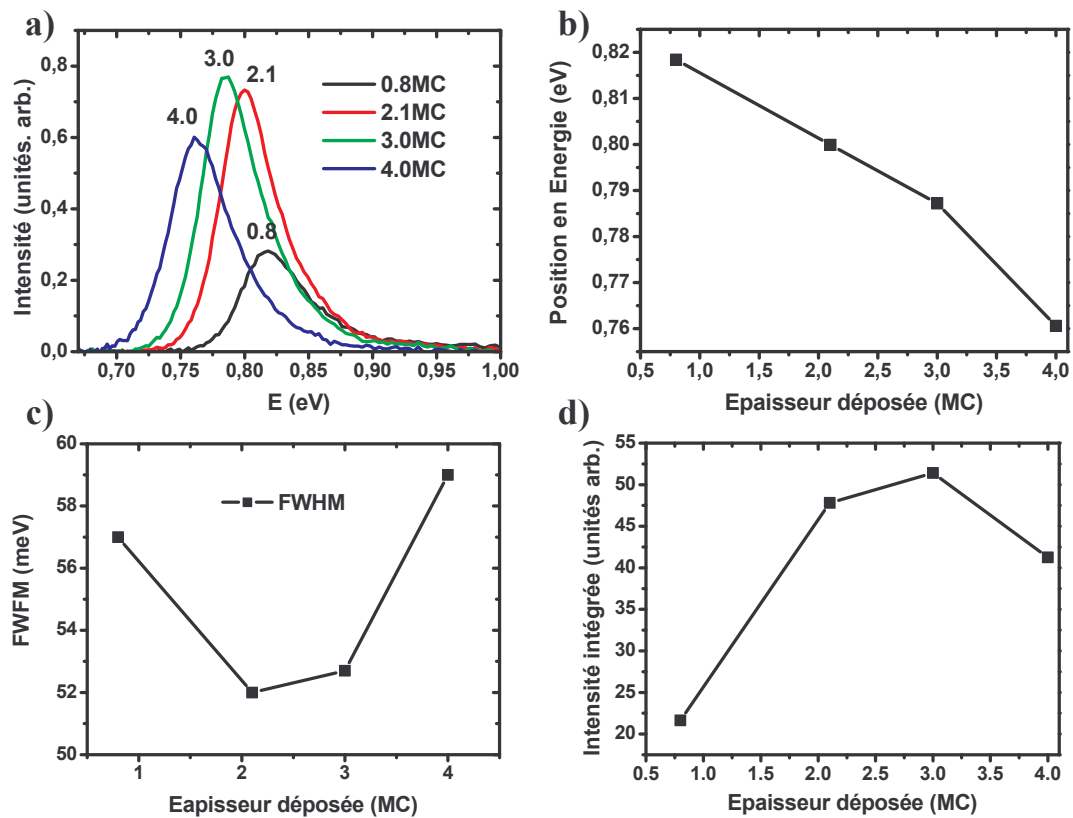 a)
Intensité (unités. arb.)
0,8
0,6
0,4
0,2
0,0
3.0
2.1
4.0
0.8
0.8MC
2.1MC
3.0MC
4.0MC
0,70 0,75 0,80 0,85 0,90 0,95 1,00
E (eV)
b)
Position en Energie (eV)
0,82
0,81
0,80
0,79
0,78
0,77
0,76
0,5 1,0 1,5 2,0 2,5 3,0 3,5 4,0
Epaisseur déposée (MC)
c)
FWFM (meV)
60
58
56
54
52
50
FWHM
1 2 3 4
Eapisseur déposée (MC)
d)
Intensité intégrée (unités arb.)
55
50
45
40
35
30
25
20
0.5 1.0 1.5 2.0 2.5 3.0 3.5 4.0
Epaisseur déposée (MC)